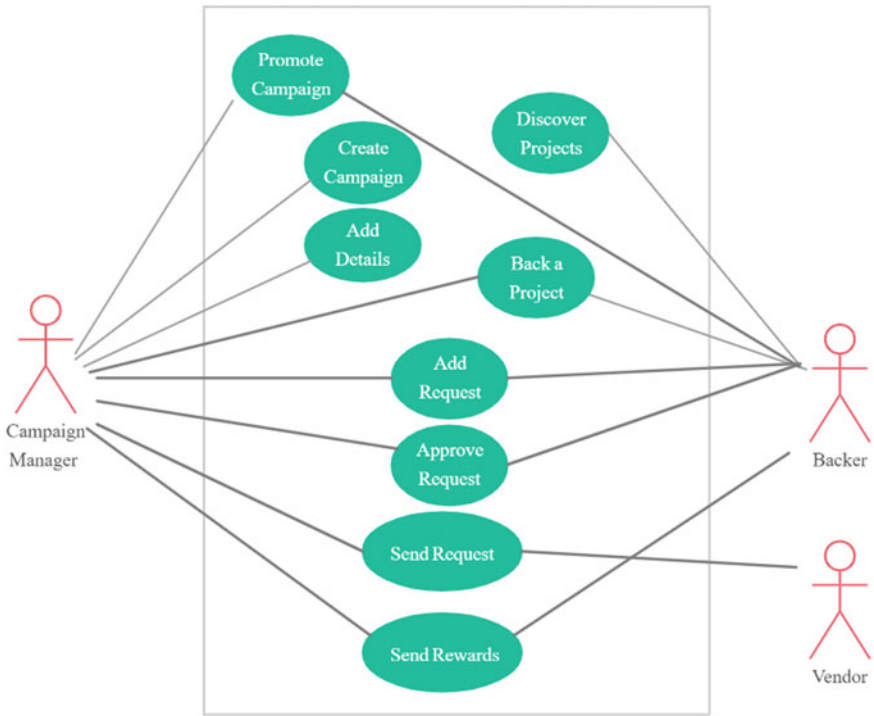 Promote
Campaign
Discover
Projects
Create
Campaign
Add
Details
Back a
Project
Add
Request
Campaign
Manager
Approve
Request
Backer
Send Request
Send Rewards
Vendor